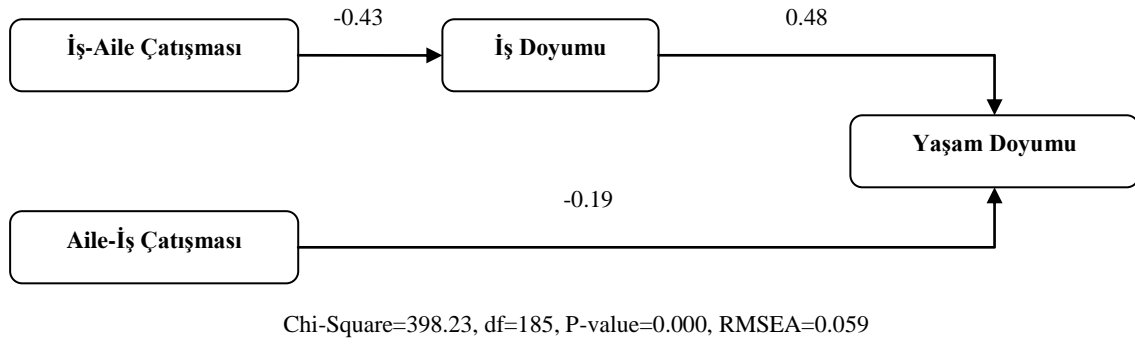 -0.43
0.48
İş-Aile Çatışması
İş Doyumu
Yaşam Doyumu
-0.19
Aile-İş Çatışması
Chi-Square=398.23, df=185, P-value=0.000, RMSEA=0.059